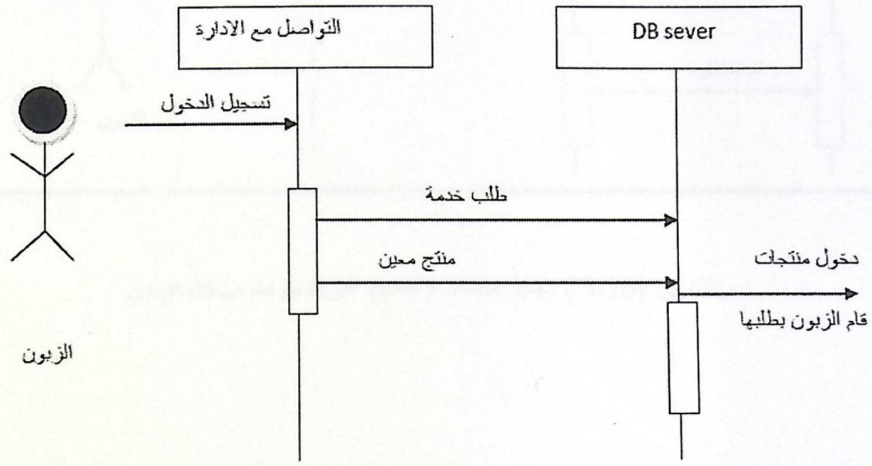 التواصل مع الادارة
DB sever
تسجيل الدخول
طلب خدمة
منتج معين
دخول منتجات
قام الزبون بطلبها
الزبون